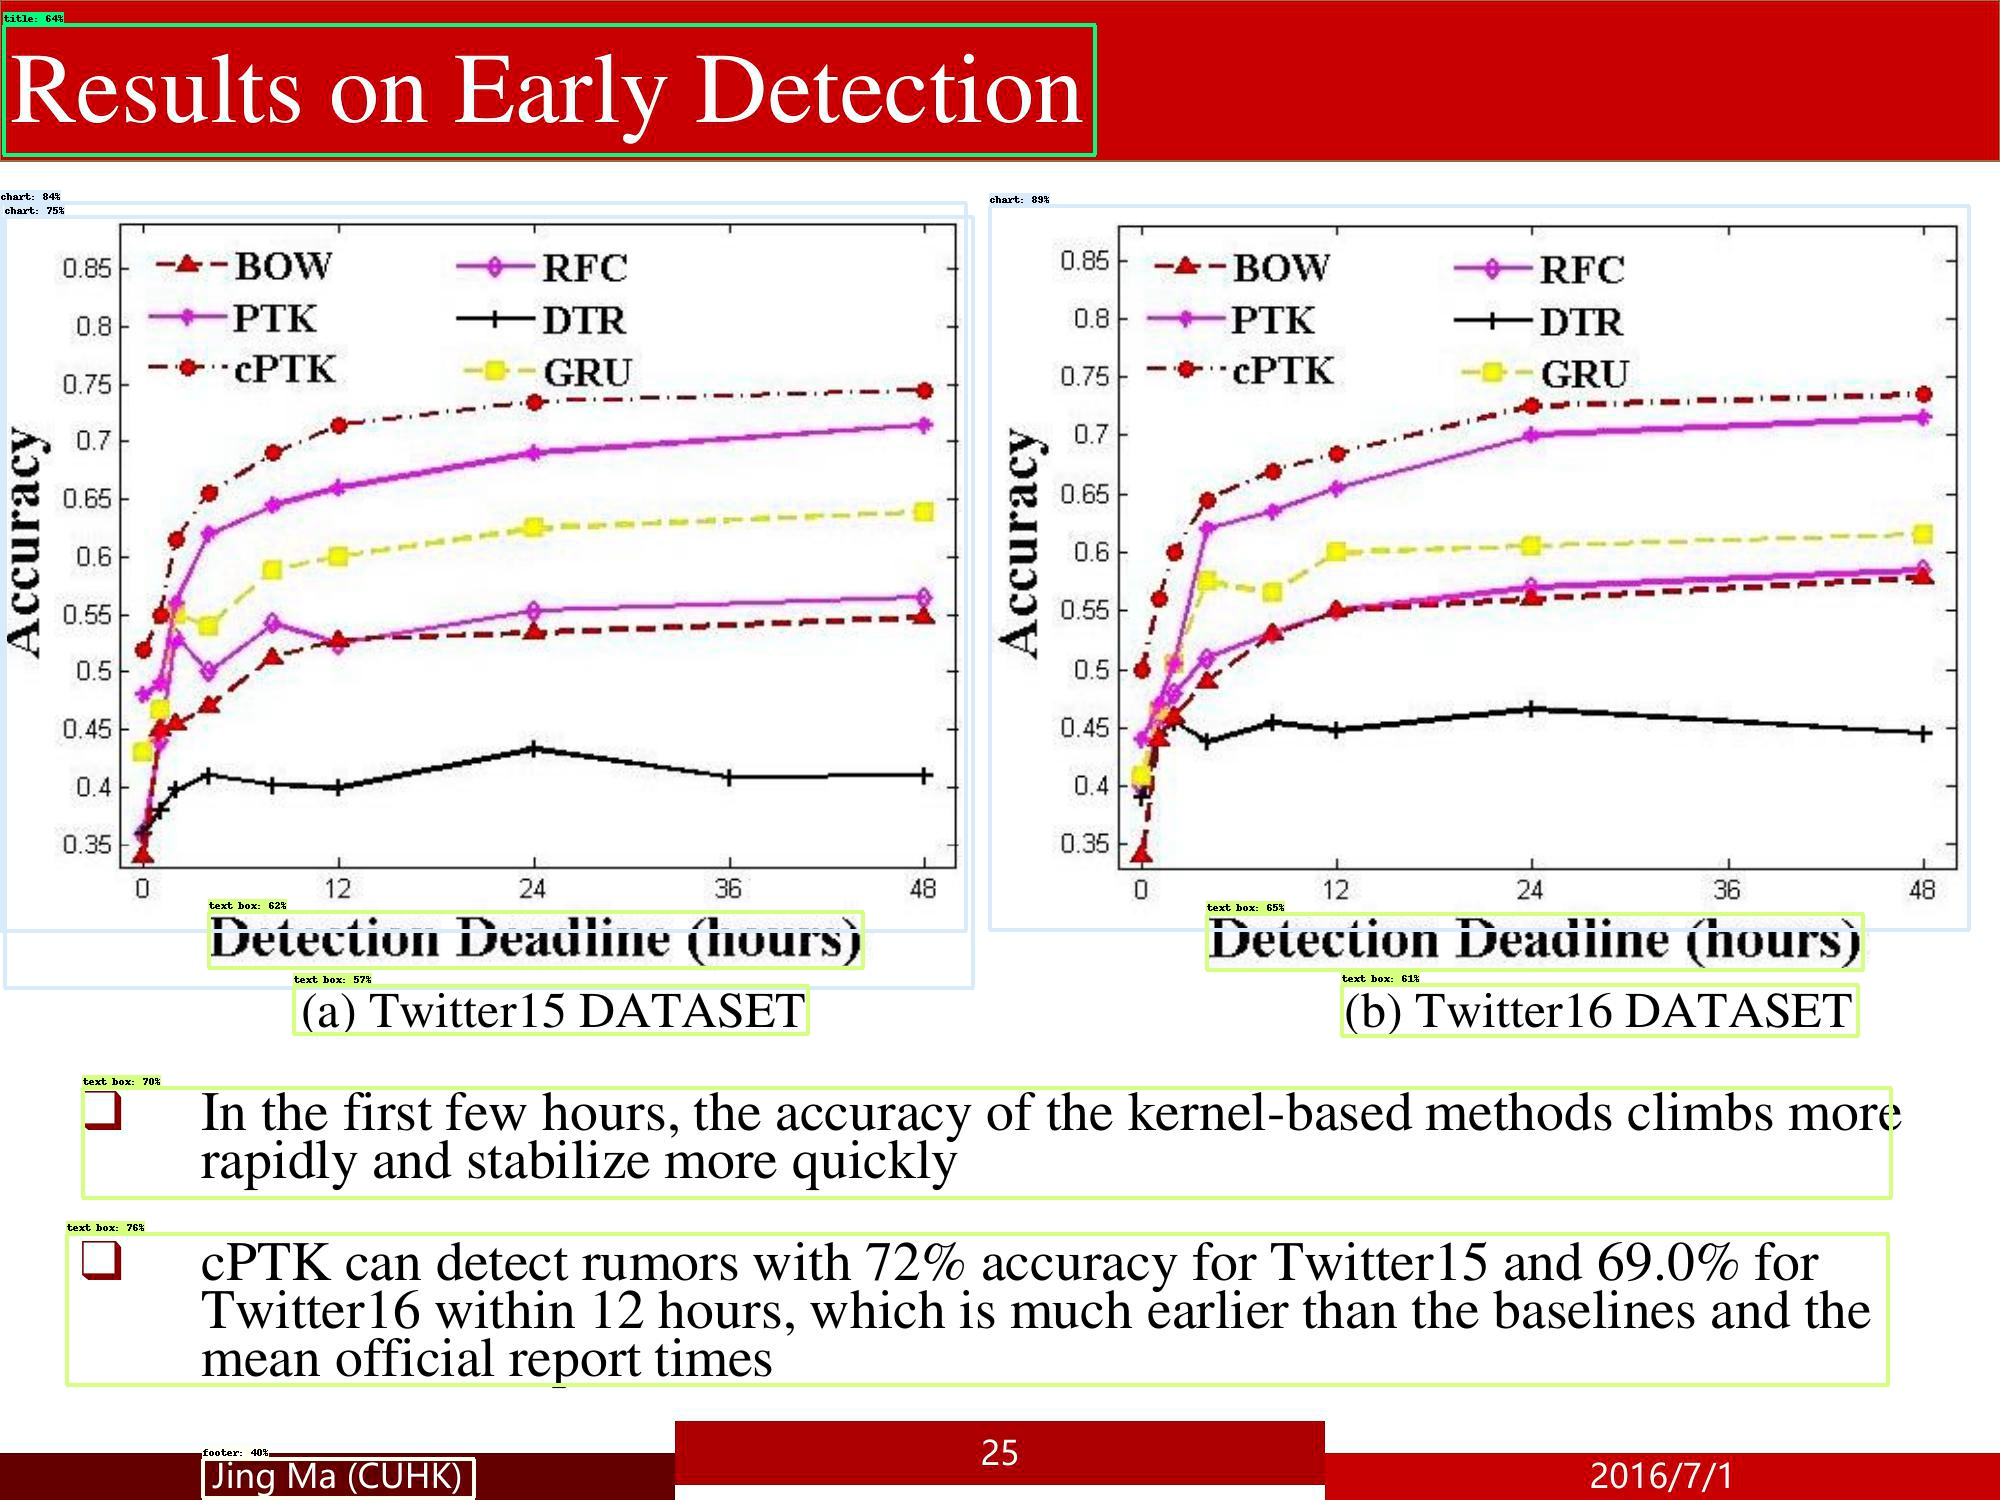 title: 64%
Results on Early Detection
chart: 84%
chart: 75%
chart: 89%
BOW
PTK
cPTK
RFC
DTR
GRU
0.85
0.8
0.75
0.7
0.65
0.6
0.55
0.5
0.45
0.4
0.35
Accuracy
0 12 24 36 48
text box: 62%
Detection Deadline (hours)
text box: 57%
(a) Twitter15 DATASET
BOW
PTK
cPTK
RFC
DTR
GRU
0.85
0.8
0.75
0.7
0.65
0.6
0.55
0.5
0.45
0.4
0.35
Accuracy
0 12 24 36 48
text box: 65%
Detection Deadline (hours)
text box: 61%
(b) Twitter16 DATASET
text box: 70%
In the first few hours, the accuracy of the kernel-based methods climbs more
rapidly and stabilize more quickly
text box: 76%
cPTK can detect rumors with 72% accuracy for Twitter15 and 69.0% for
Twitter16 within 12 hours, which is much earlier than the baselines and the
mean official report times
footer: 40%
Jing Ma (CUHK)
25
2016/7/1